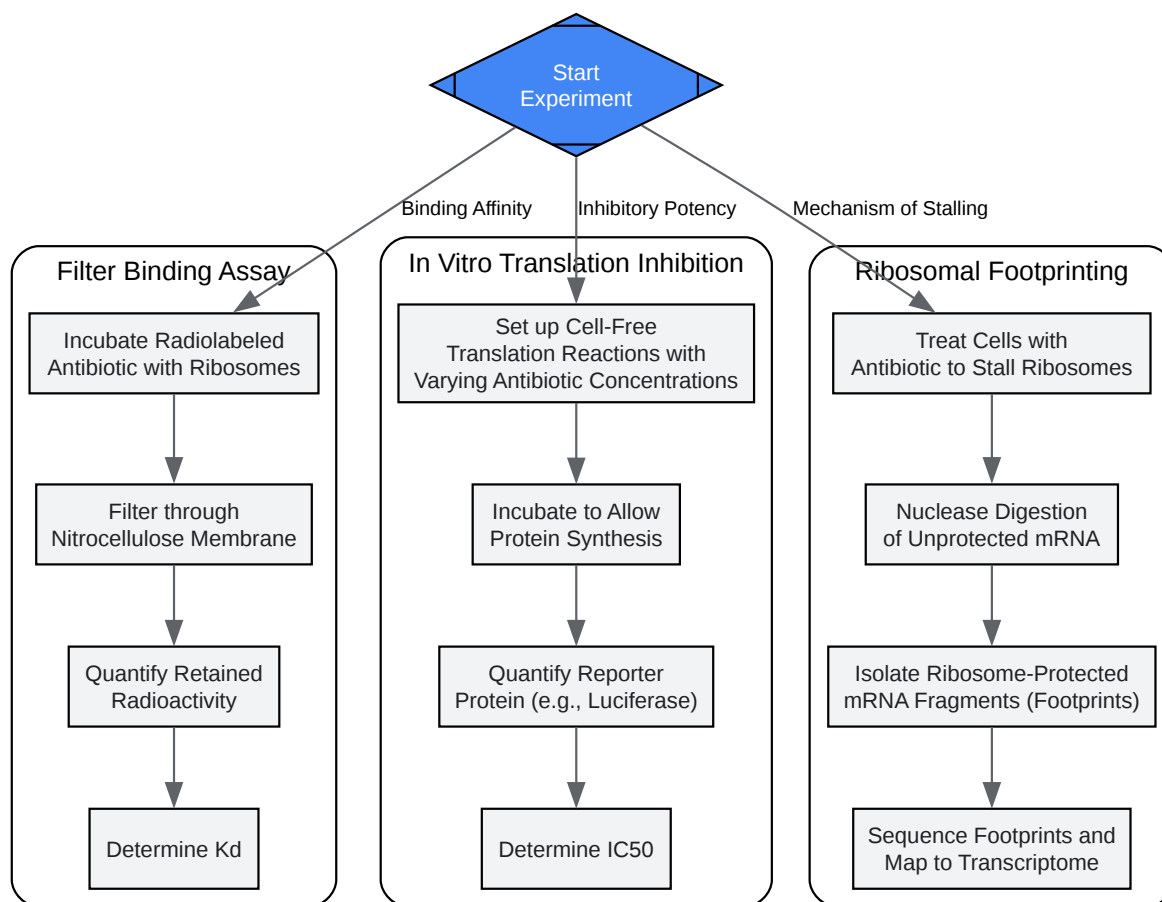 Start
Experiment
Binding Affinity
Inhibitory Potency
Mechanism of Stalling
Filter Binding Assay
Incubate Radiolabeled
Antibiotic with Ribosomes
Filter through
Nitrocellulose Membrane
Quantify Retained
Radioactivity
Determine Kd
In Vitro Translation Inhibition
Set up Cell-Free
Translation Reactions with
Varying Antibiotic Concentrations
Incubate to Allow
Protein Synthesis
Quantify Reporter
Protein (e.g., Luciferase)
Determine IC50
Ribosomal Footprinting
Treat Cells with
Antibiotic to Stall Ribosomes
Nuclease Digestion
of Unprotected mRNA
Isolate Ribosome-Protected
mRNA Fragments (Footprints)
Sequence Footprints and
Map to Transcriptome